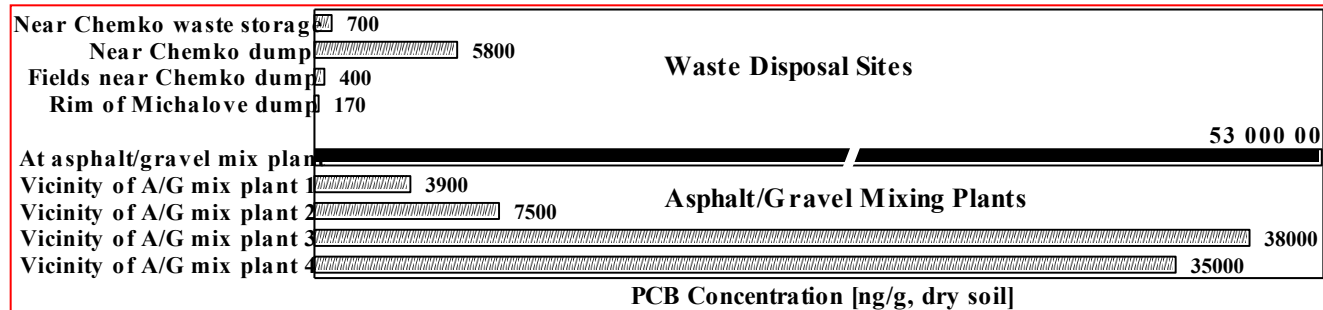 Near Chemko waste storage 700
Near Chemko dump 5800
Fields near Chemko dump 400
Waste Disposal Sites
Rim of Michalove dump 170
53 000 00
At asphalt/gravel mix plant
Vicinity of A/G mix plant 1 3900
Asphalt/Gravel Mixing Plants
Vicinity of A/G mix plant 2 7500
Vicinity of A/G mix plant 3 38000
Vicinity of A/G mix plant 4 35000
PCB Concentration [ng/g, dry soil]